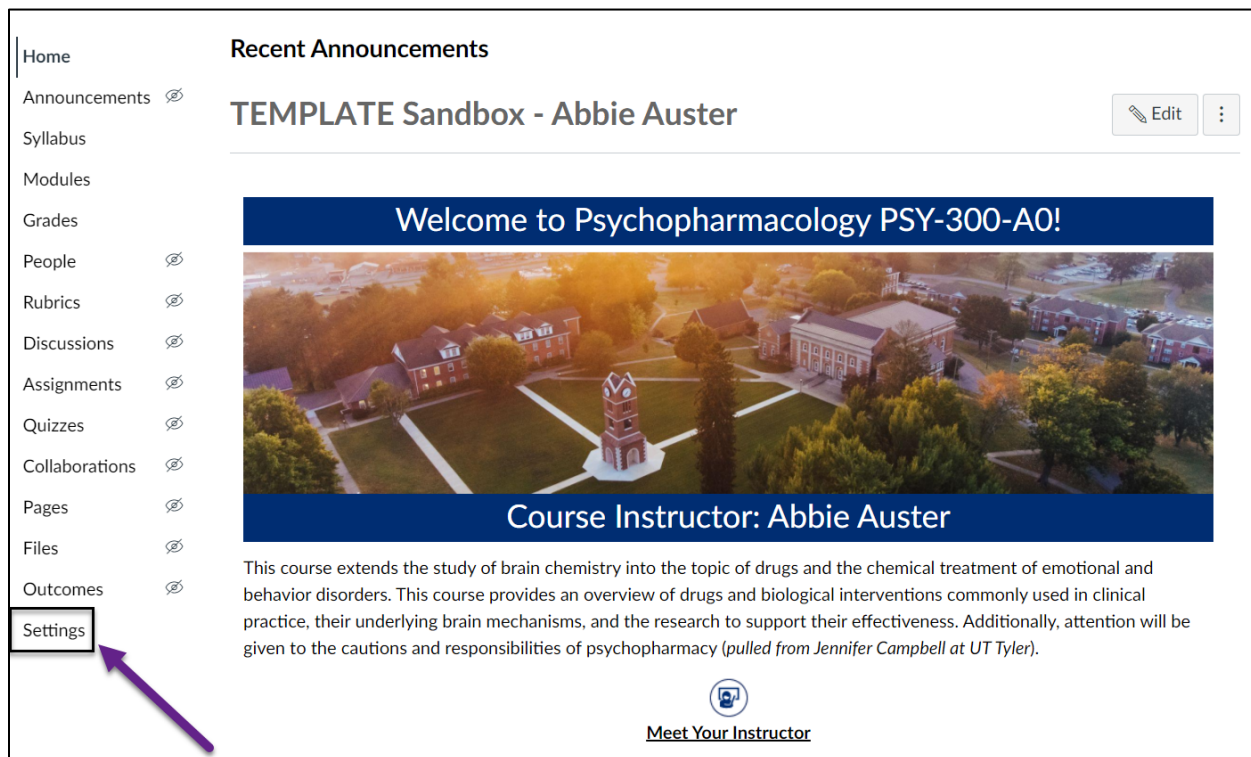 Home
Announcements
Syllabus
Modules
Grades
People
Rubrics
Discussions
Assignments
Quizzes
Collaborations
Pages
Files
Outcomes
Settings
Recent Announcements
TEMPLATE Sandbox - Abbie Auster
Edit
Welcome to Psychopharmacology PSY-300-A0!
Course Instructor: Abbie Auster
This course extends the study of brain chemistry into the topic of drugs and the chemical treatment of emotional and
behavior disorders. This course provides an overview of drugs and biological interventions commonly used in clinical
practice, their underlying brain mechanisms, and the research to support their effectiveness. Additionally, attention will be
given to the cautions and responsibilities of psychopharmacy (pulled from Jennifer Campbell at UT Tyler).
Meet Your Instructor